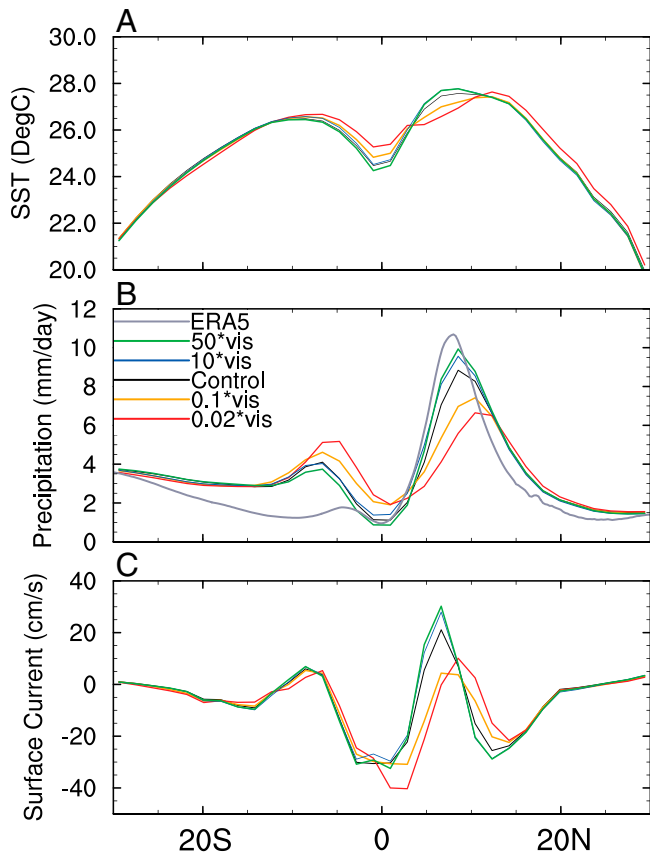 A
30.0
28.0
26.0
24.0
22.0
20.0
SST (DegC)
B
12
10
8
6
4
2
0
Precipitation (mm/day)
ERA5
50*vis
10*vis
Control
0.1*vis
0.02*vis
C
40
20
0
-20
-40
Surface Current (cm/s)
20S
0
20N